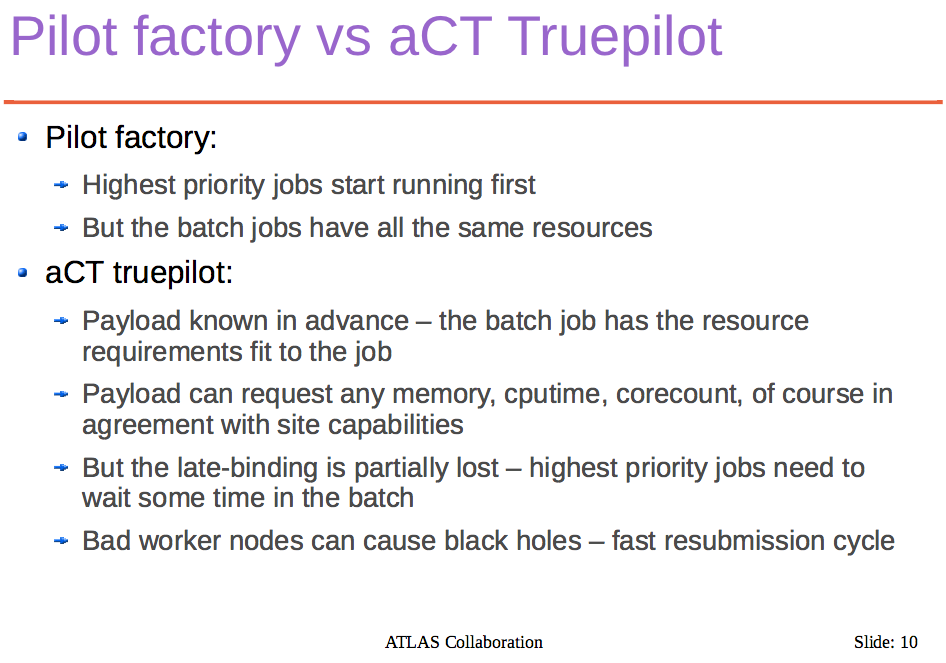 Pilot factory vs aCT Truepilot
Pilot factory:
Highest priority jobs start running first
But the batch jobs have all the same resources
aCT truepilot:
Payload known in advance – the batch job has the resource
requirements fit to the job
Payload can request any memory, cputime, corecount, of course in
agreement with site capabilities
But the late-binding is partially lost – highest priority jobs need to
wait some time in the batch
Bad worker nodes can cause black holes – fast resubmission cycle
ATLAS Collaboration
Slide: 10